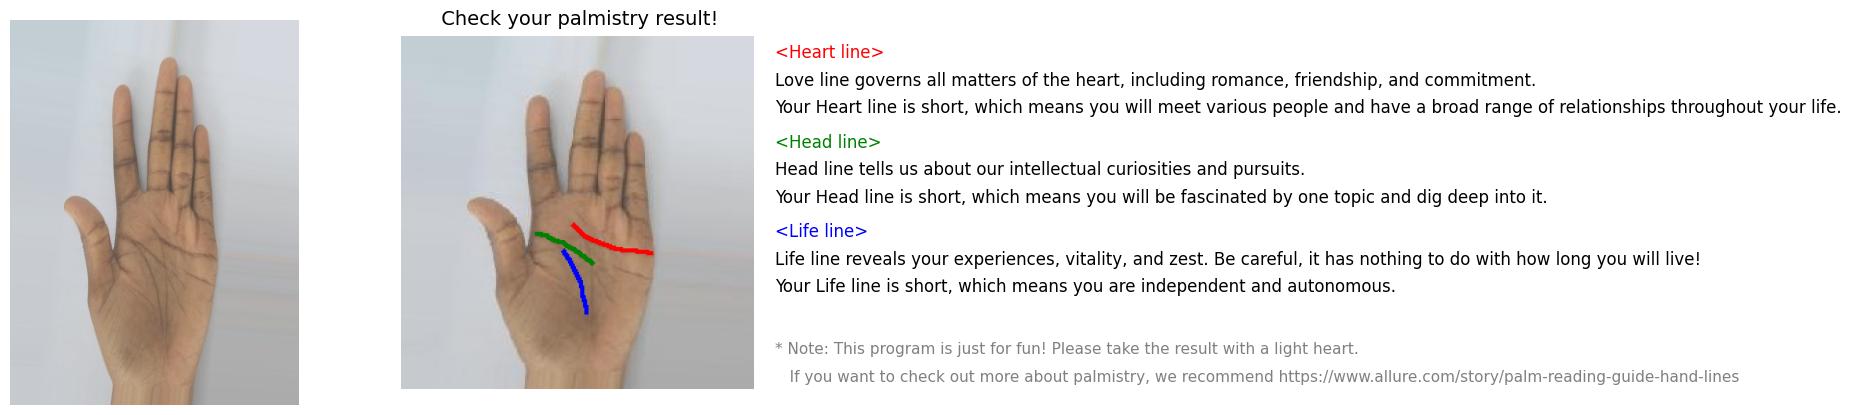 Check your palmistry result!
<Heart line>
Love line governs all matters of the heart, including romance, friendship, and commitment.
Your Heart line is short, which means you will meet various people and have a broad range of relationships throughout your life.
<Head line>
Head line tells us about our intellectual curiosities and pursuits.
Your Head line is short, which means you will be fascinated by one topic and dig deep into it.
<Life line>
Life line reveals your experiences, vitality, and zest. Be careful, it has nothing to do with how long you will live!
Your Life line is short, which means you are independent and autonomous.
* Note: This program is just for fun! Please take the result with a light heart.
If you want to check out more about palmistry, we recommend https://www.allure.com/story/palm-reading-guide-hand-lines